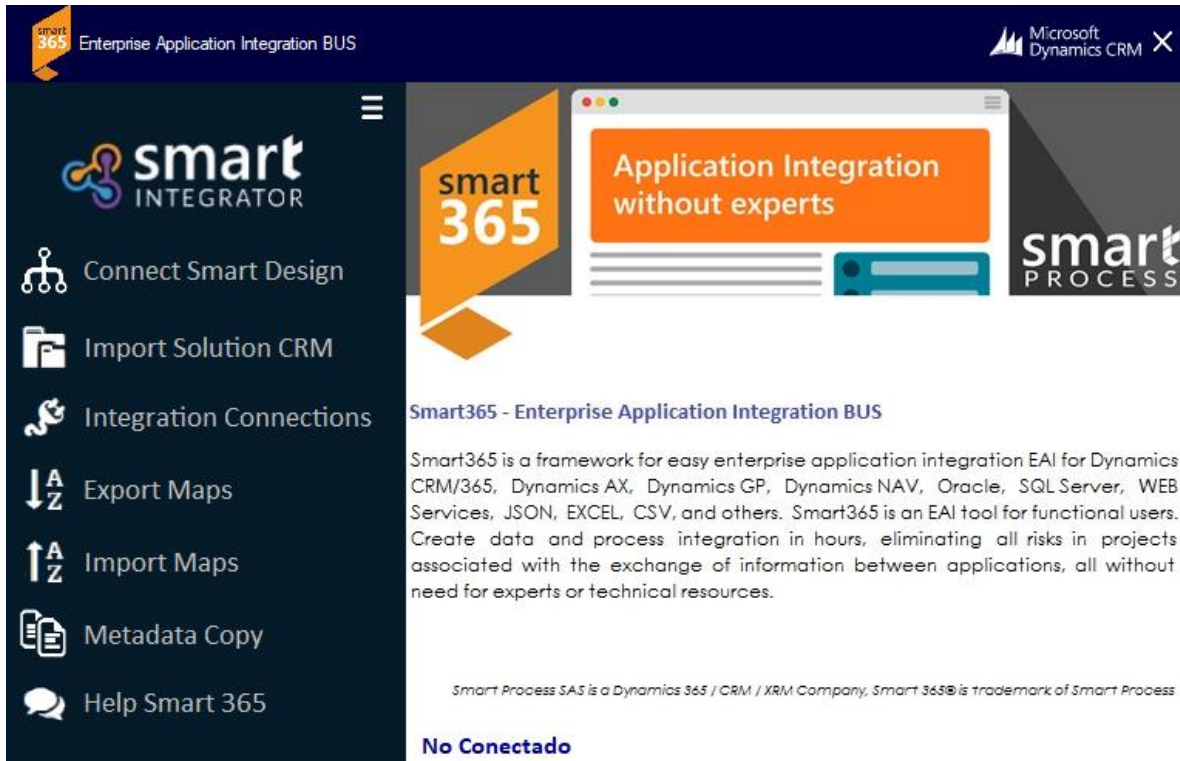 smart
365
Enterprise Application Integration BUS
Microsoft
Dynamics CRM
smart
INTEGRATOR
Connect Smart Design
Import Solution CRM
Integration Connections
A
Z
Export Maps
A
Z
Import Maps
Metadata Copy
Help Smart 365
smart
365
Application Integration
without experts
smart
PROCESS
Smart365 - Enterprise Application Integration BUS
Smart365 is a framework for easy enterprise application integration EAI for Dynamics
CRM/365, Dynamics AX, Dynamics GP, Dynamics NAV, Oracle, SQL Server, WEB
Services, JSON, EXCEL, CSV, and others. Smart365 is an EAI tool for functional users.
Create data and process integration in hours, eliminating all risks in projects
associated with the exchange of information between applications, all without
need for experts or technical resources.
Smart Process SAS is a Dynamics 365 / CRM / XRM Company, Smart 365® is trademark of Smart Process
No Conectado